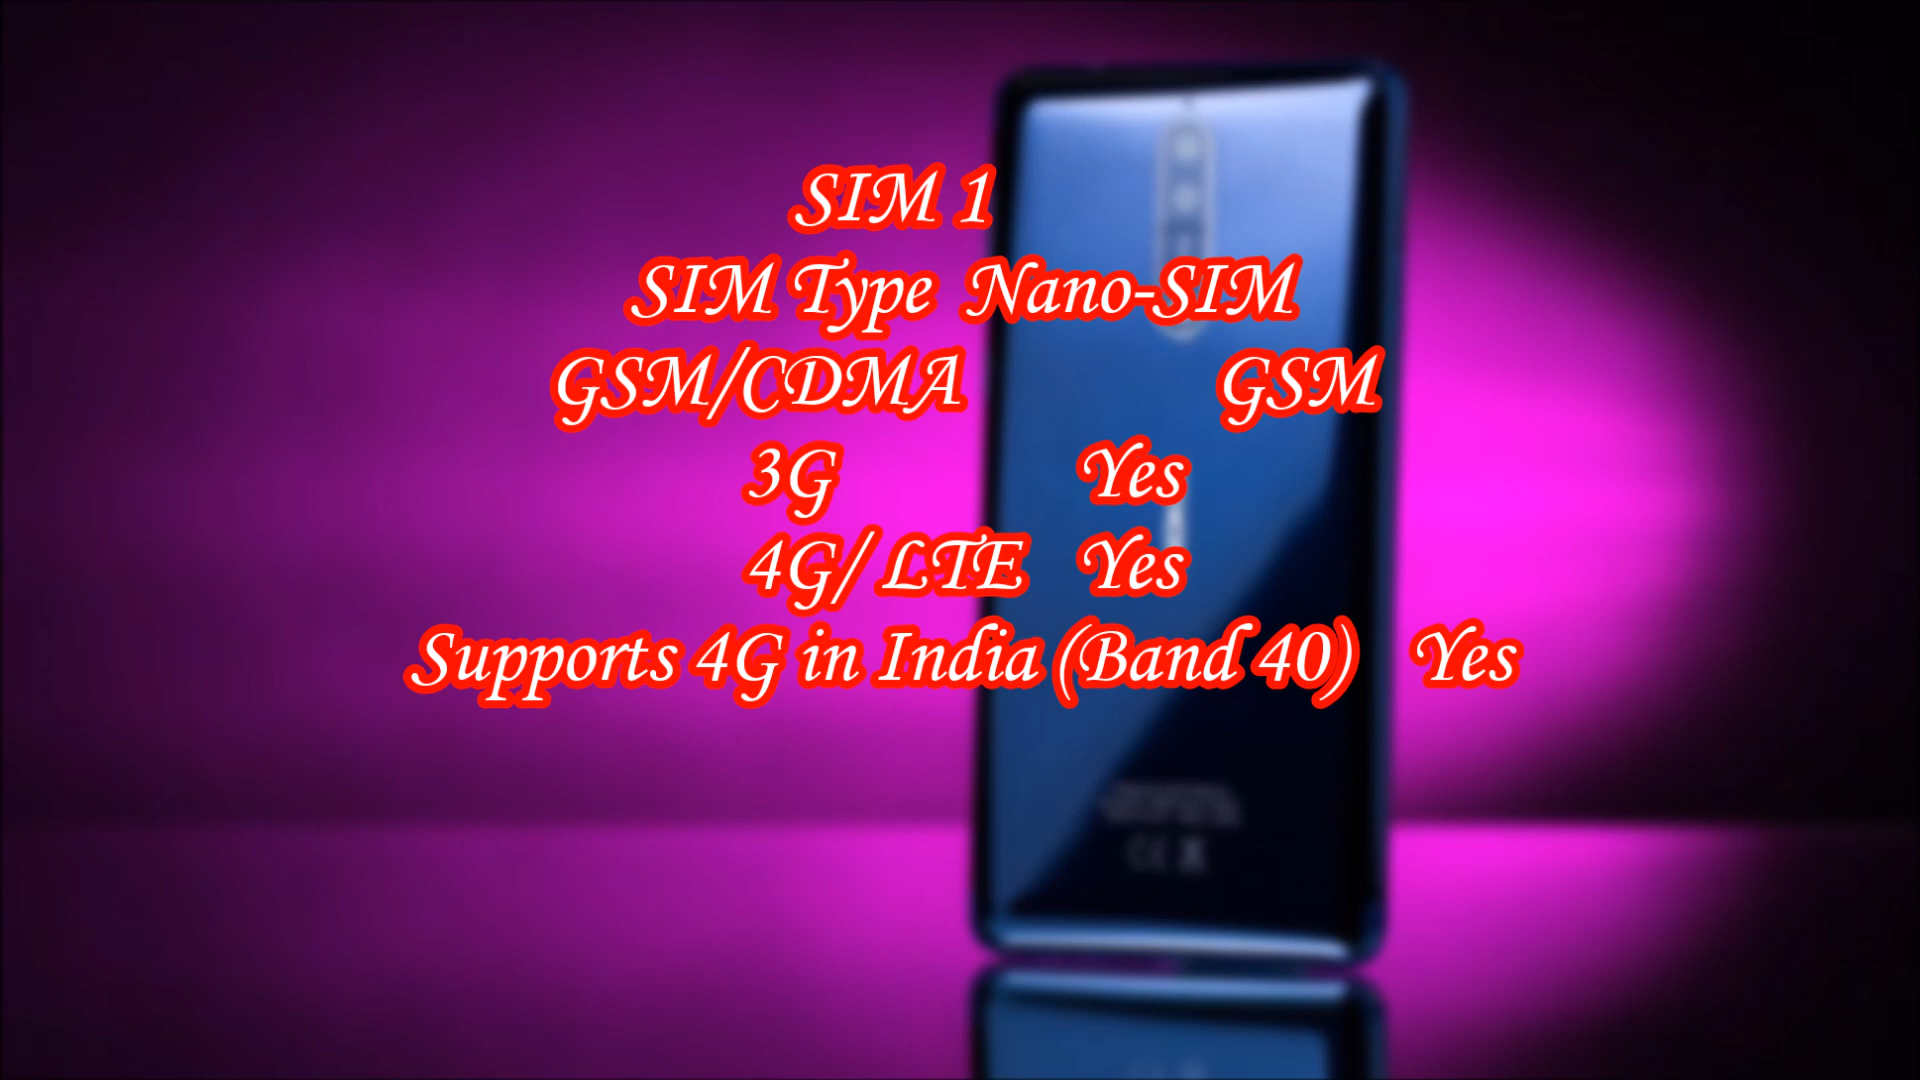 SIM 1
SIM Type Nano-SIM
GSM/CDMA GSM
3G Yes
4G/ LTE Yes
Supports 4G in India (Band 40) Yes
CE